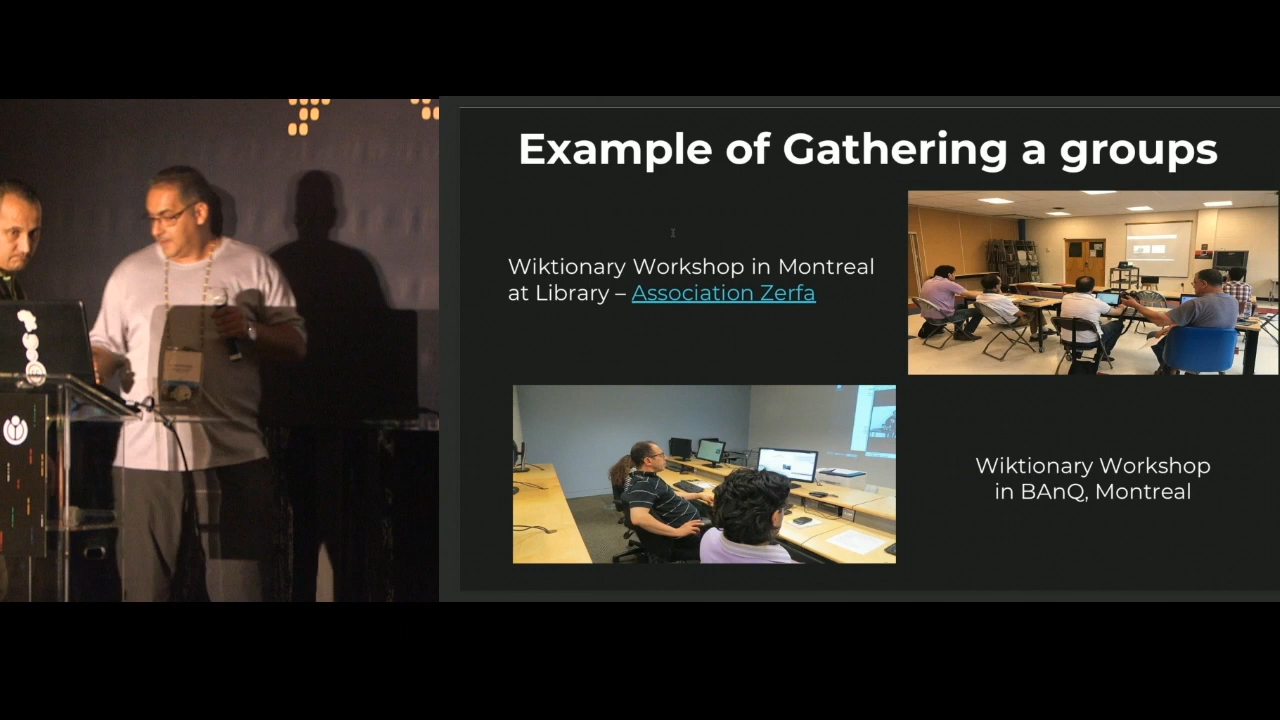 Example of Gathering a groups
Wiktionary Workshop in Montreal
at Library – Association Zerfa
Wiktionary Workshop
in BAnQ, Montreal